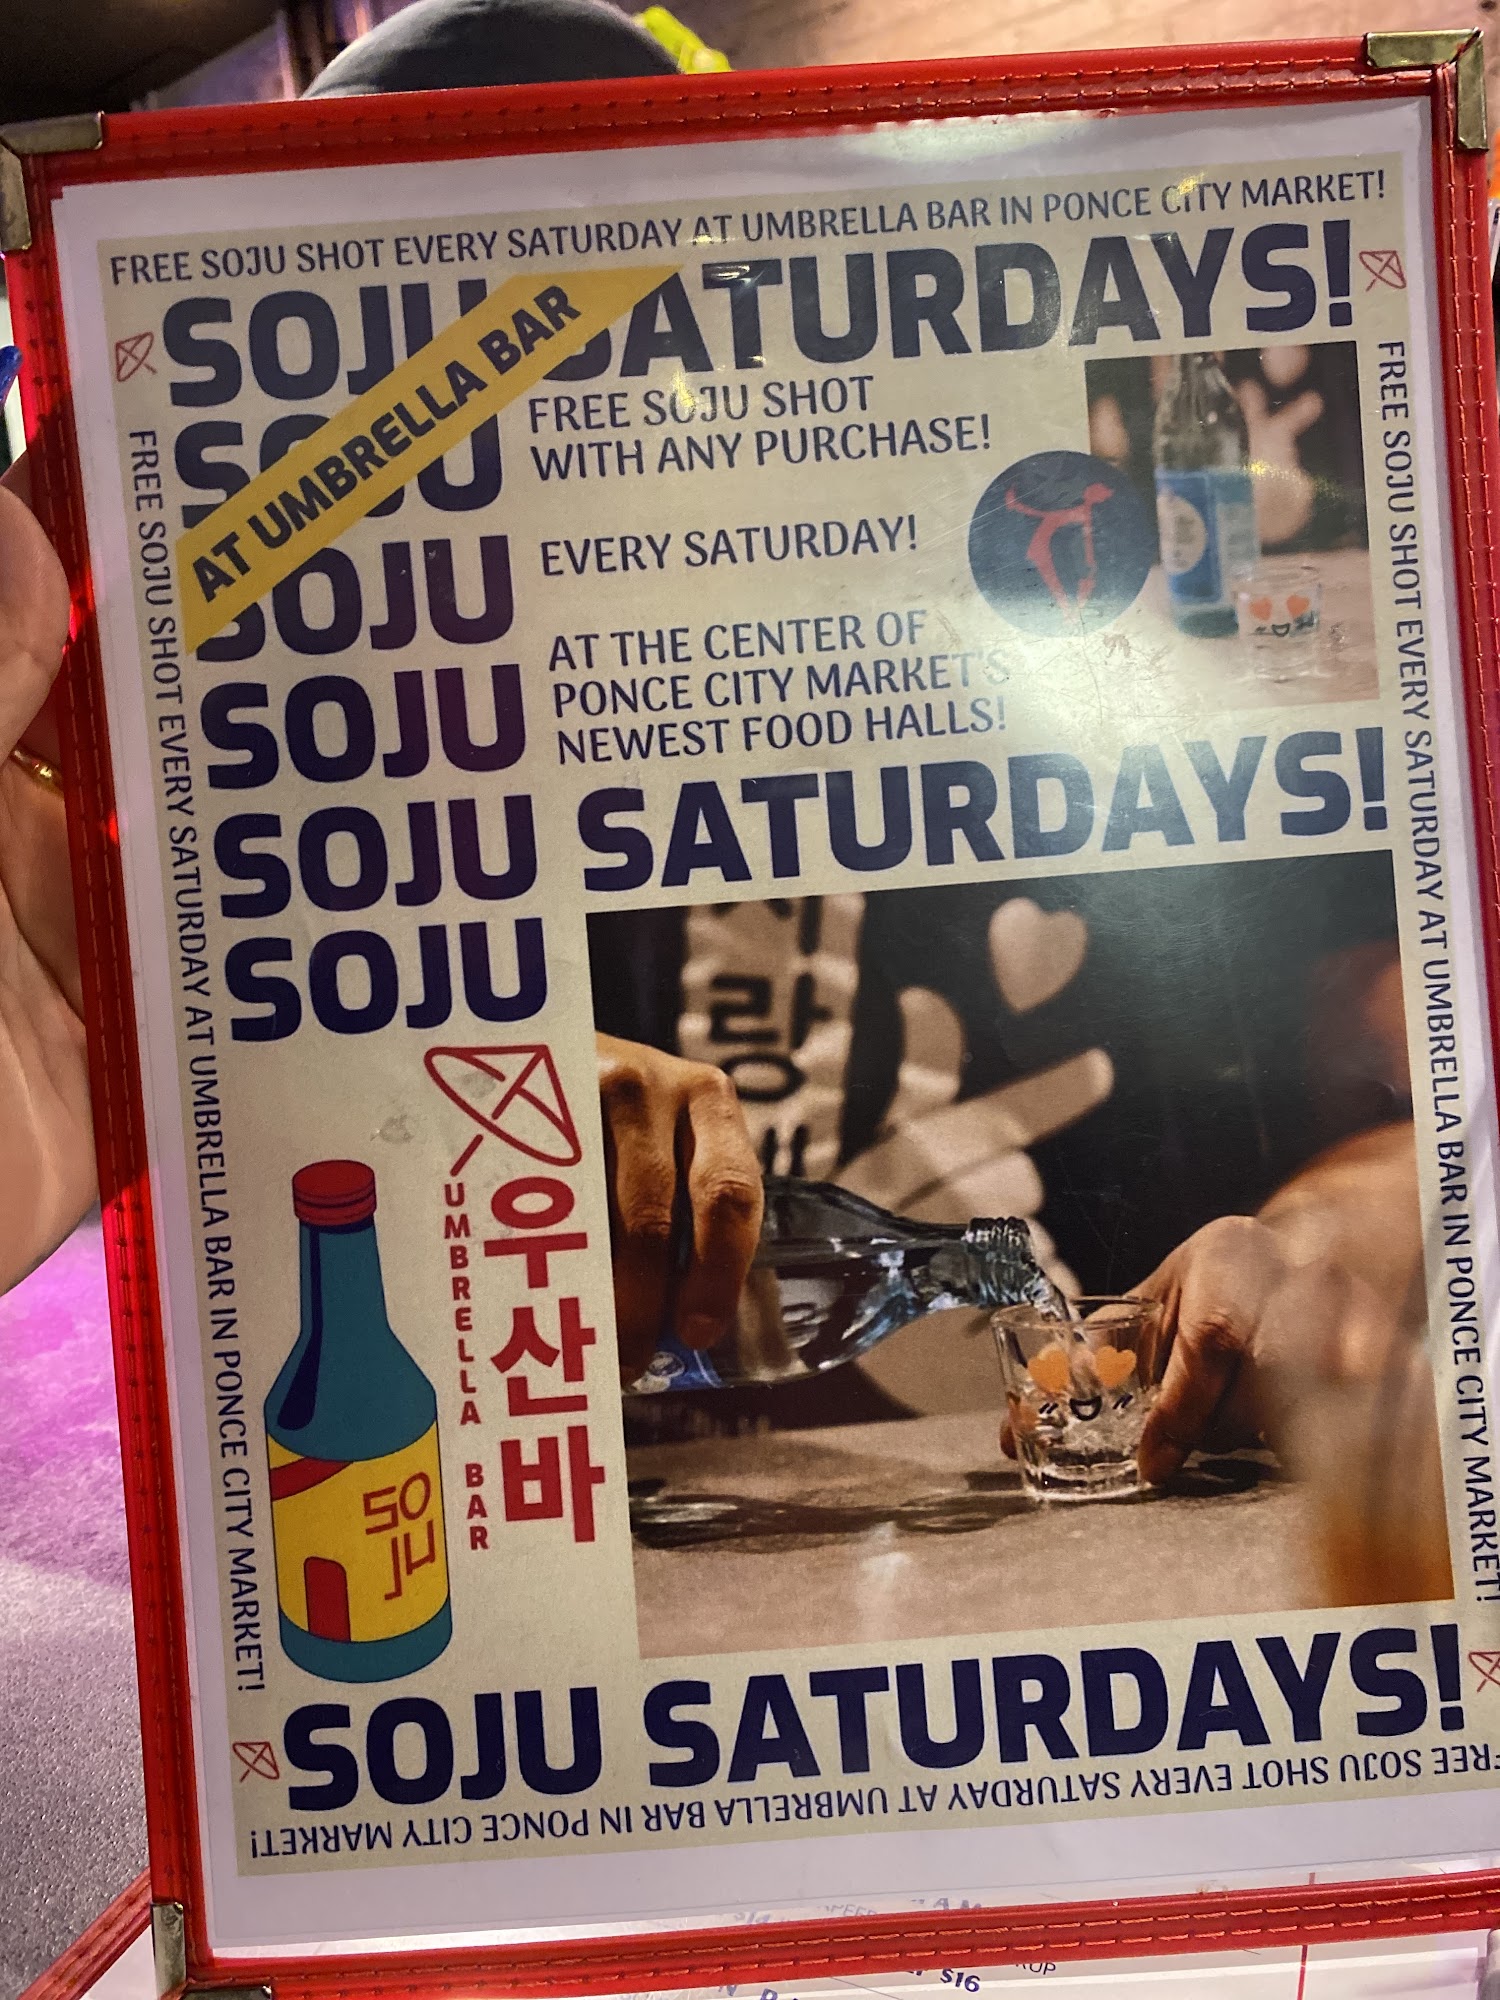 FREE SOJU SHOT EVERY SATURDAY AT UMBRELLA BAR IN PONCE CITY MARKET!
SOJU SATURDAYS!
AT UMBRELLA BAR
SOJU
FREE SOJU SHOT
WITH ANY PURCHASE!
SOJU
EVERY SATURDAY!
SOJU
AT THE CENTER OF
PONCE CITY MARKET'S
NEWEST FOOD HALLS!
SOJU SATURDAYS!
SOJU
랑
UMBRELLA BAR
우산바
SOJU
SOJU SATURDAYS!
FREE SOJU SHOT EVERY SATURDAY AT UMBRELLA BAR IN PONCE CITY MARKET!
FREE SOJU SHOT EVERY SATURDAY AT UMBRELLA BAR IN PONCE CITY MARKET!
FREE SOJU SHOT EVERY SATURDAY AT UMBRELLA BAR IN PONCE CITY MARKET!
$16